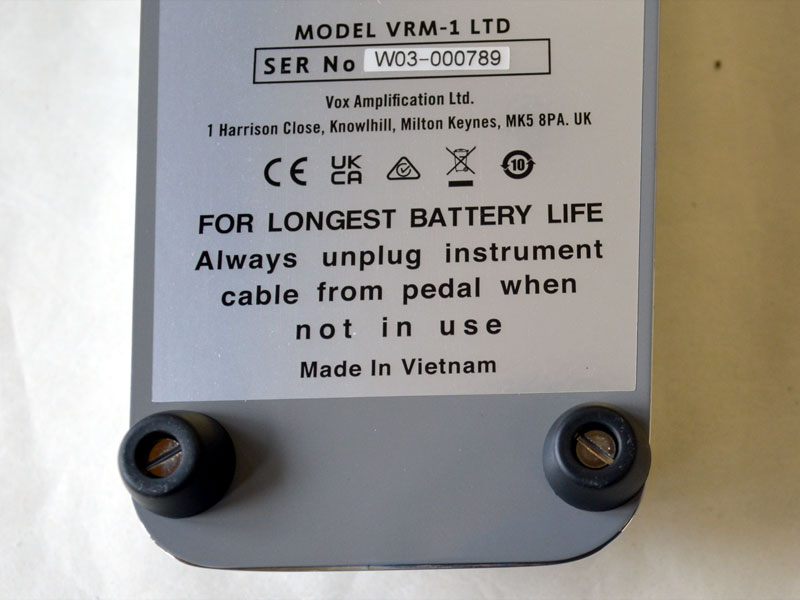 MODEL VRM-1 LTD
SER No W03-000789
Vox Amplification Ltd.
1 Harrison Close, Knowlhill, Milton Keynes, MK5 8PA. UK
CE UK CA 10
FOR LONGEST BATTERY LIFE
Always unplug instrument
cable from pedal when
not in use
Made In Vietnam